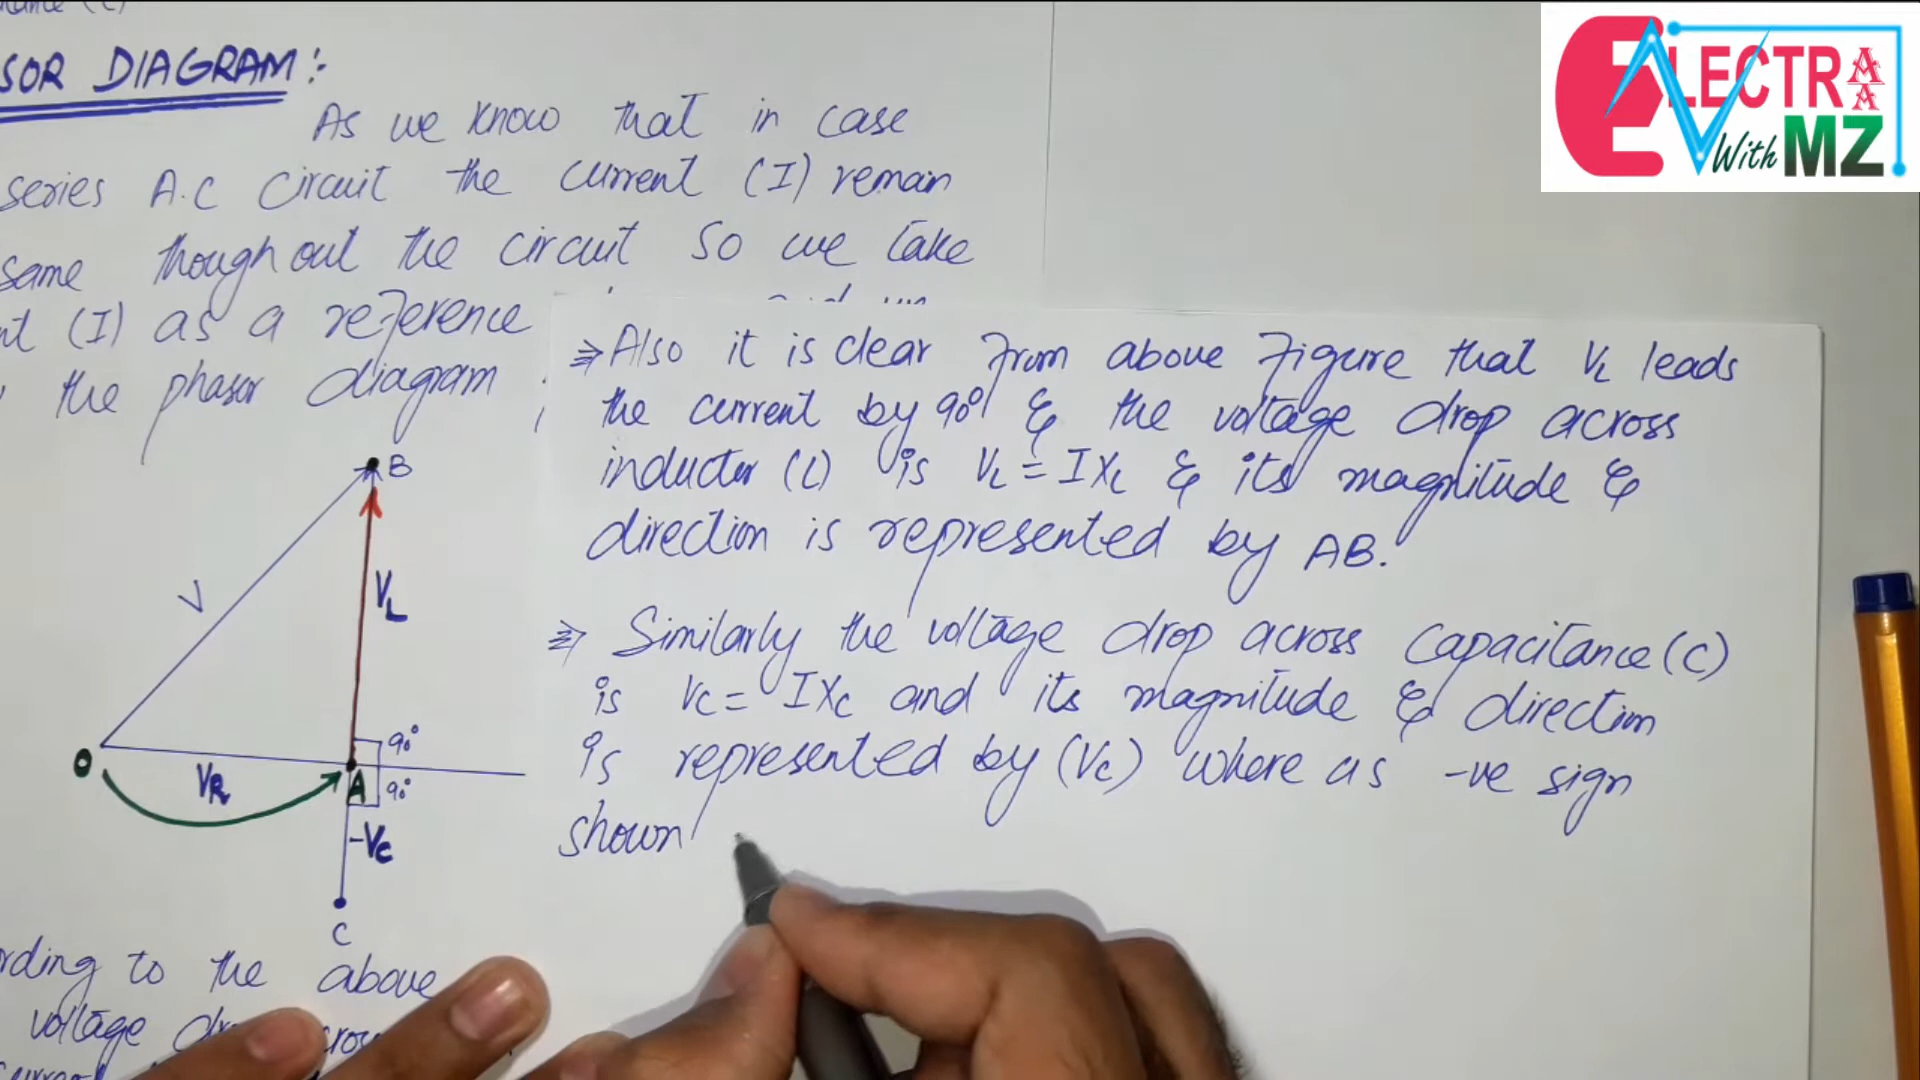 SOR DIAGRAM:-
As we know that in case
series A.C circuit the current (I) remain
same though out the circuit so we take
(I) as a reference
the phasor diagram
B
V
VL
90°
O
VR
A
90°
-VC
C
to the above
voltage
⇒ Also it is clear from above figure that VL leads
the current by 90° & the voltage drop across
inductor (L) is VL = IXL & its magnitude &
direction is represented by AB.
⇒ Similarly the voltage drop across capacitance (C)
is VC = IXC and its magnitude & direction
is represented by (VC) where as -ve sign
shown
ELECTRAAAA
With MZ